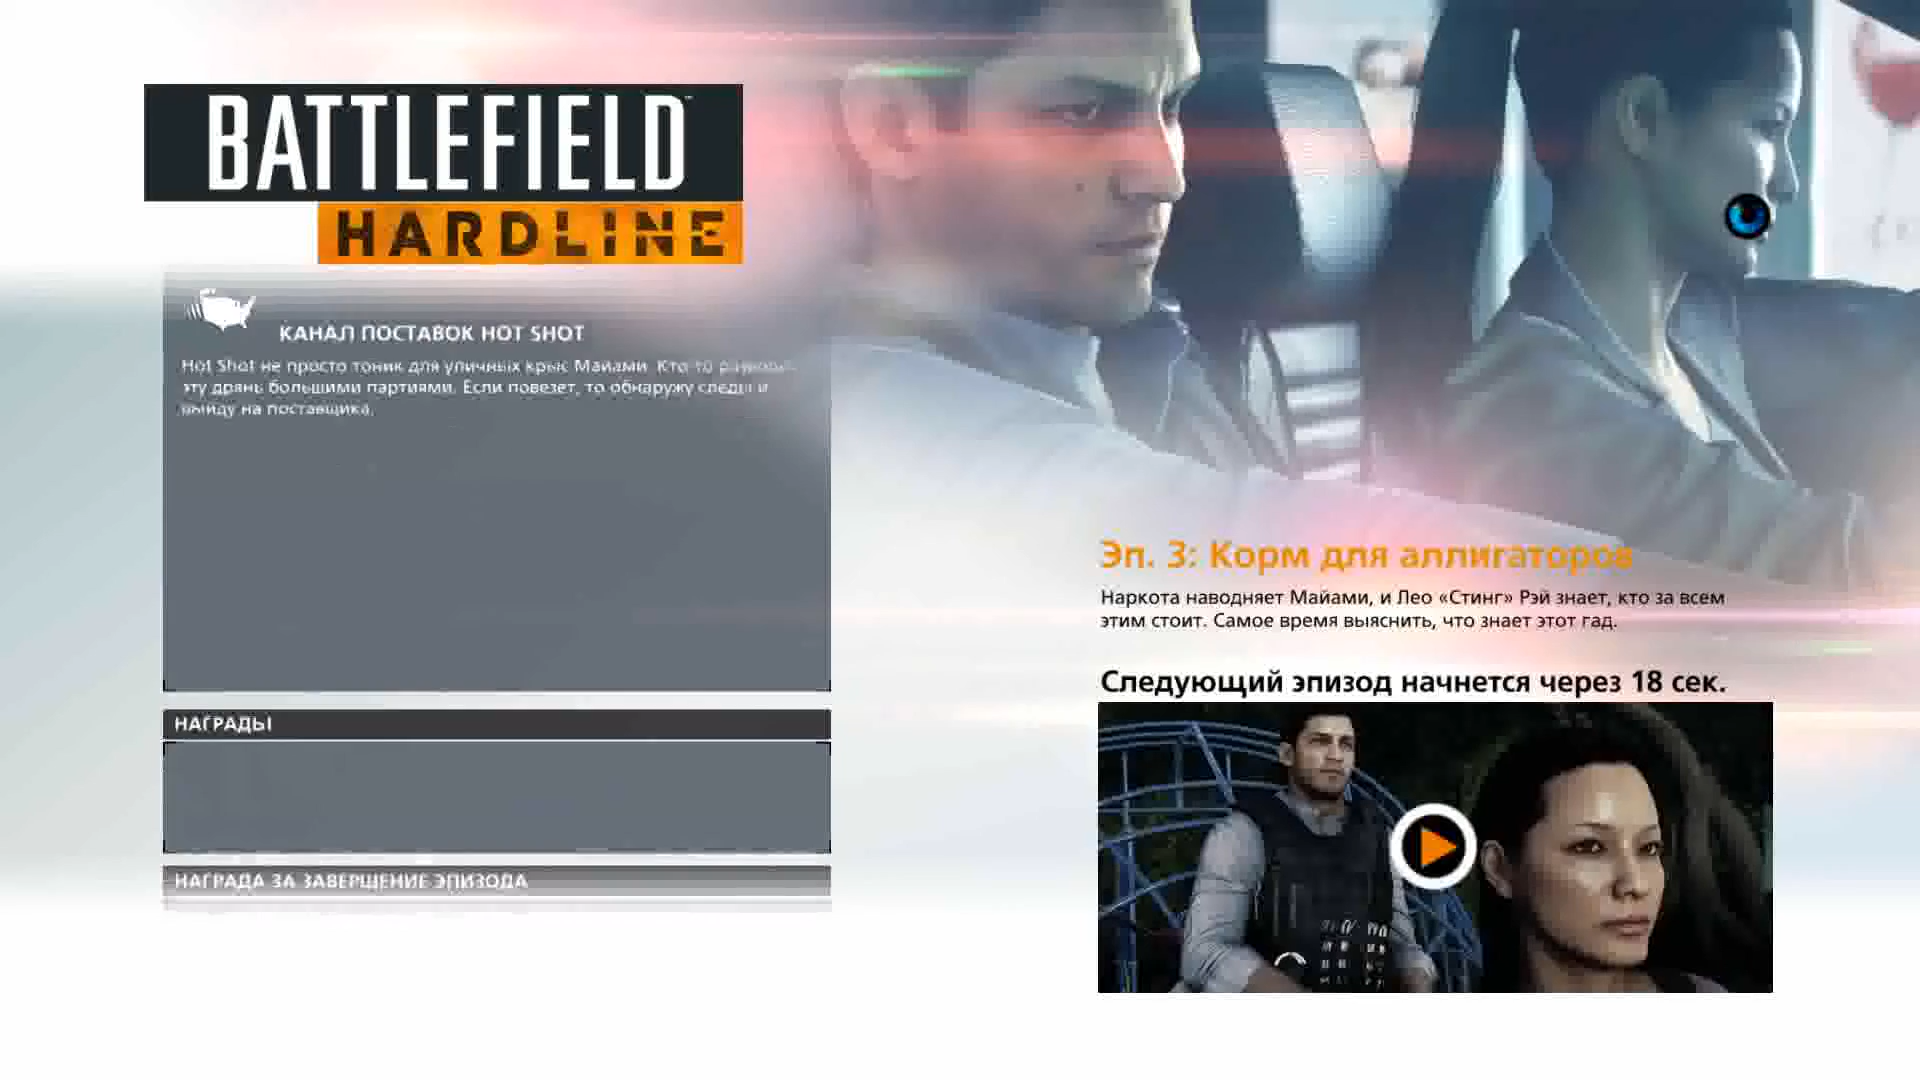 BATTLEFIELD™
HARDLINE
КАНАЛ ПОСТАВОК HOT SHOT
Hot Shot не просто тоник для уличных крыс Майами. Кто-то
эту дрянь большими партиями. Если повезет, то обнаружу следы и
выйду на поставщика.
НАГРАДЫ
НАГРАДА ЗА ЗАВЕРШЕНИЕ ЭПИЗОДА
Эп. 3: Корм для аллигаторов
Наркота наводняет Майами, и Лео «Стинг» Рэй знает, кто за всем
этим стоит. Самое время выяснить, что знает этот гад.
Следующий эпизод начнется через 18 сек.